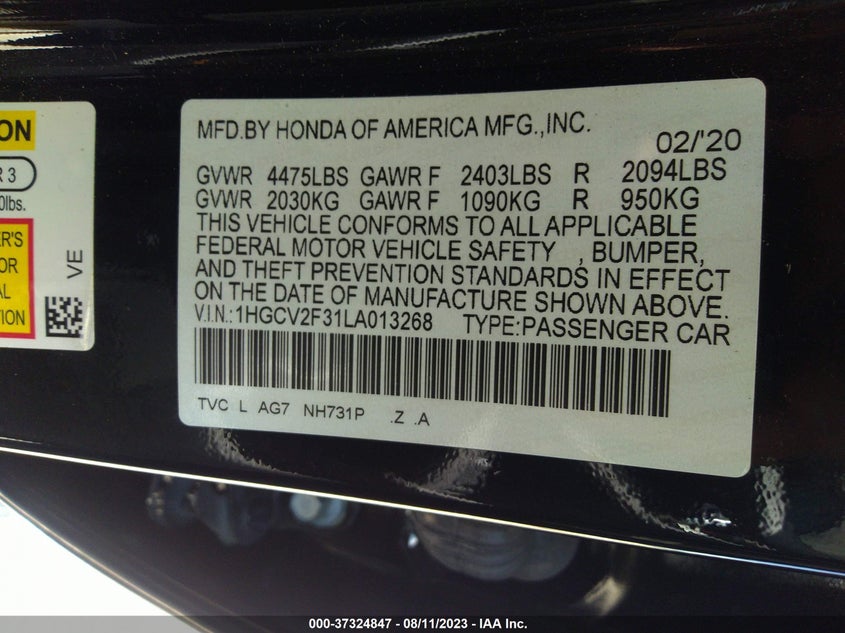 ON
R 3
0lbs.
ER'S
OR
AL
TION
VE
MFD.BY HONDA OF AMERICA MFG.,INC.
02/'20
GVWR 4475LBS GAWR F 2403LBS R 2094LBS
GVWR 2030KG GAWR F 1090KG R 950KG
THIS VEHICLE CONFORMS TO ALL APPLICABLE
FEDERAL MOTOR VEHICLE SAFETY , BUMPER,
AND THEFT PREVENTION STANDARDS IN EFFECT
ON THE DATE OF MANUFACTURE SHOWN ABOVE.
V.I.N.:1HGCV2F31LA013268 TYPE:PASSENGER CAR
TVC L AG7 NH731P .Z .A
000-37324847 - 08/11/2023 - IAA Inc.